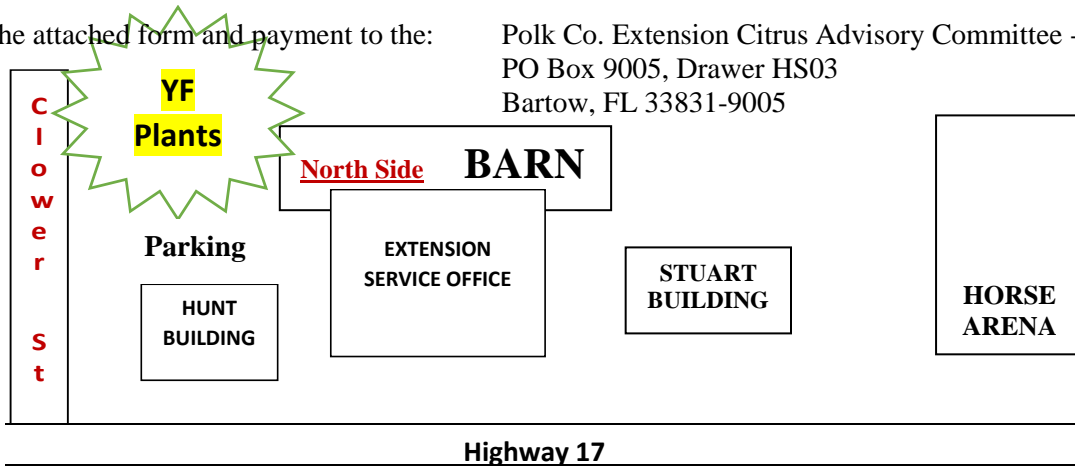 he attached form and payment to the: Polk Co. Extension Citrus Advisory Committee -
PO Box 9005, Drawer HS03
Bartow, FL 33831-9005
YF
Plants
Clower St
North Side BARN
Parking
EXTENSION
SERVICE OFFICE
HUNT
BUILDING
STUART
BUILDING
HORSE
ARENA
Highway 17